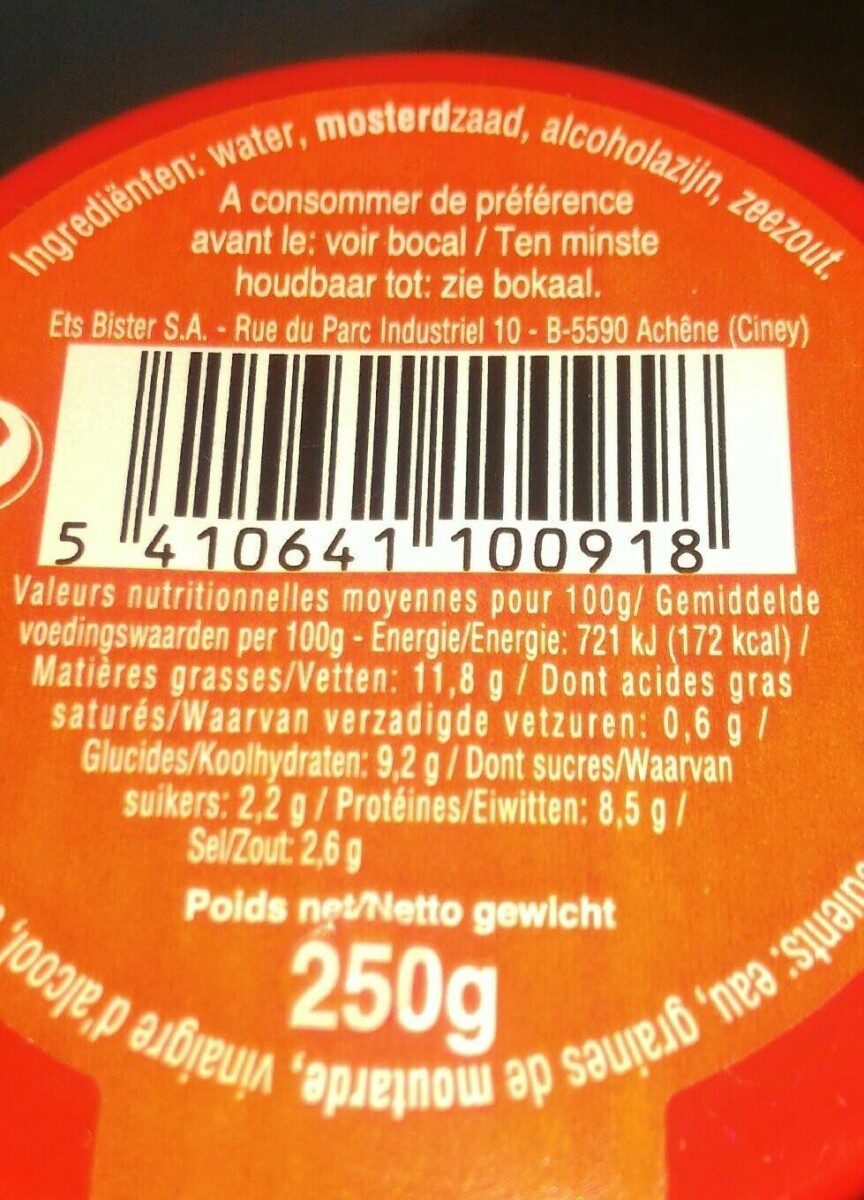 Ingrediënten: water, mosterdzaad, alcoholazijn, zeezout.
A consommer de préférence
avant le: voir bocal / Ten minste
houdbaar tot: zie bokaal.
Ets Bister S.A. - Rue du Parc Industriel 10 - B-5590 Achêne (Ciney)
5 410641 100918
Valeurs nutritionnelles moyennes pour 100g/ Gemiddelde
voedingswaarden per 100g - Energie/Energie: 721 kJ (172 kcal) /
Matières grasses/Vetten: 11,8 g / Dont acides gras
saturés/Waarvan verzadigde vetzuren: 0,6 g /
Glucides/Koolhydraten: 9,2 g / Dont sucres/Waarvan
suikers: 2,2 g / Protéines/Eiwitten: 8,5 g /
Sel/Zout: 2,6 g
Poids net/Netto gewicht
250g
eau, graines de moutarde, vinaigre d'alcool,